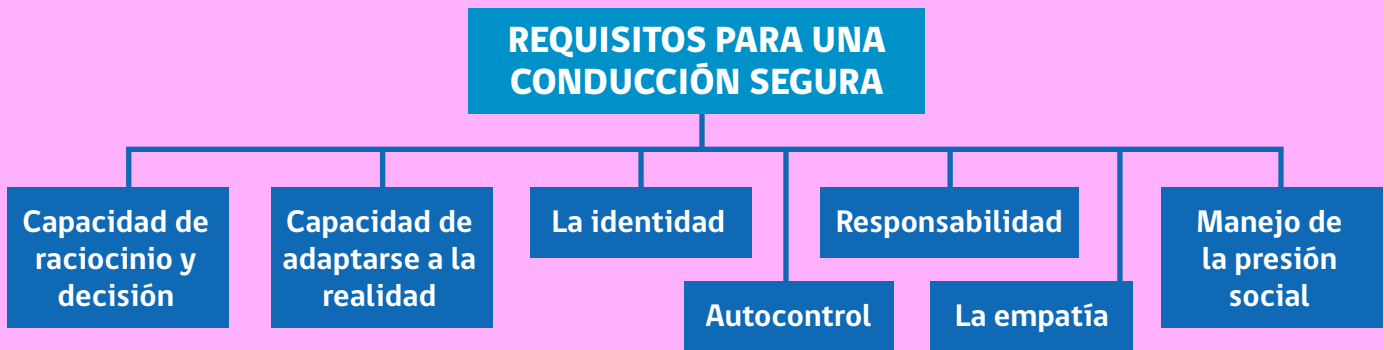 REQUISITOS PARA UNA
CONDUCCIÓN SEGURA
Capacidad de
raciocinio y
decisión
Capacidad de
adaptarse a la
realidad
La identidad
Autocontrol
Responsabilidad
La empatía
Manejo de
la presión
social